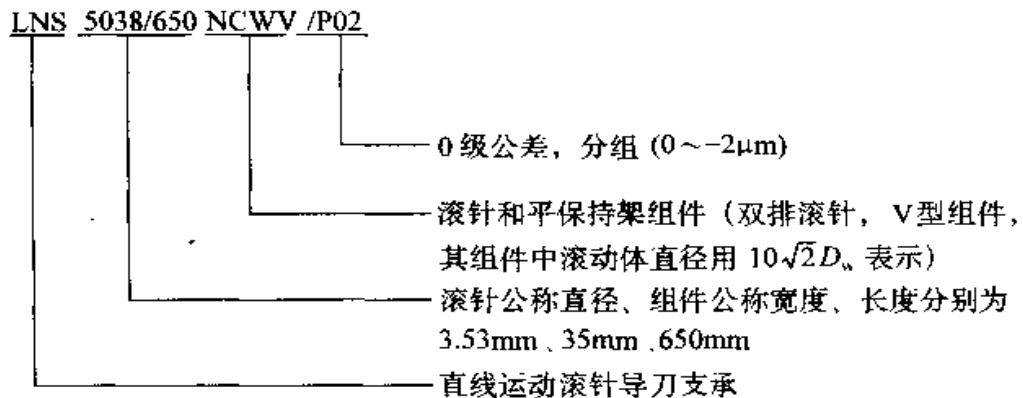 LNS 5038/650 NCWV /P02
0 级公差，分组 (0～-2μm)
滚针和平保持架组件（双排滚针，V型组件，
其组件中滚动体直径用 10√2Dw 表示）
滚针公称直径、组件公称宽度、长度分别为
3.53mm、35mm、650mm
直线运动滚针导刀支承